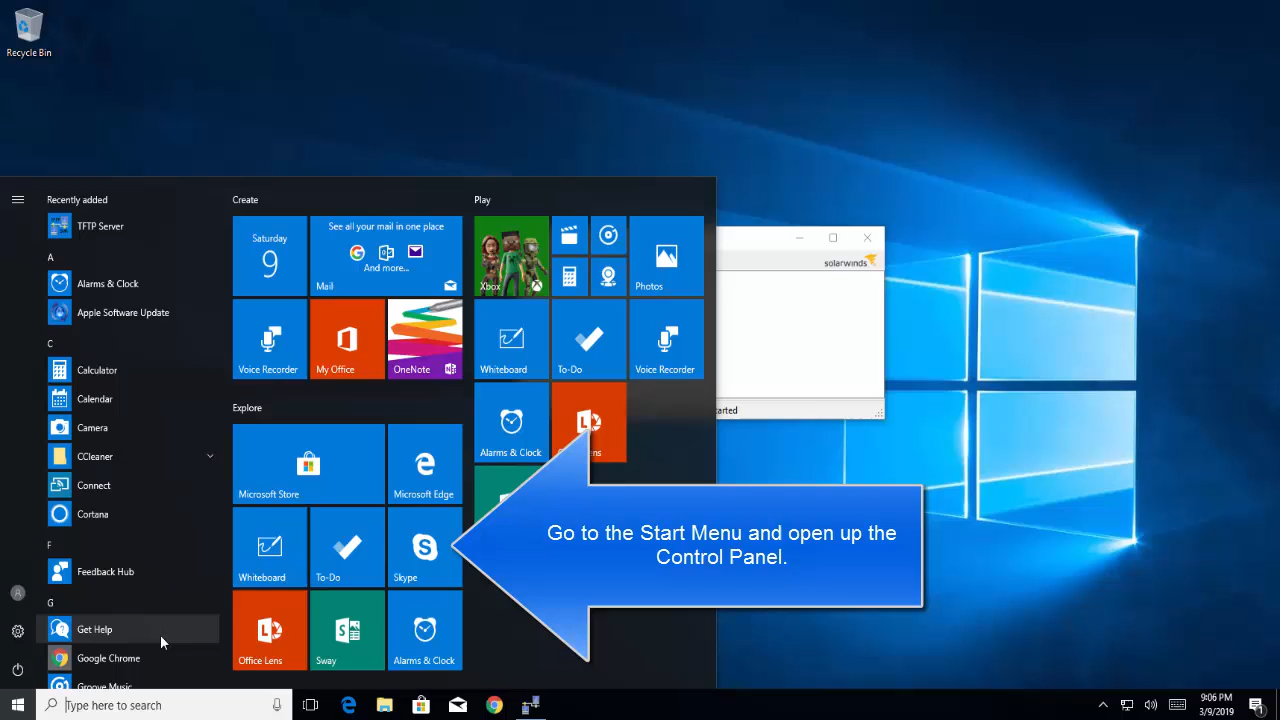 Recycle Bin
Recently added
TFTP Server
A
Alarms & Clock
Apple Software Update
C
Calculator
Calendar
Camera
CCleaner
Connect
Cortana
F
Feedback Hub
G
Get Help
Google Chrome
Groove Music
Create
Saturday
9
See all your mail in one place
And more...
Mail
Voice Recorder
My Office
OneNote
Explore
Microsoft Store
Microsoft Edge
Whiteboard
To-Do
Skype
Office Lens
Sway
Alarms & Clock
Play
Xbox
Photos
Whiteboard
To-Do
Voice Recorder
Alarms & Clock
solarwinds
Go to the Start Menu and open up the
Control Panel.
Type here to search
9:06 PM
3/9/2019
1